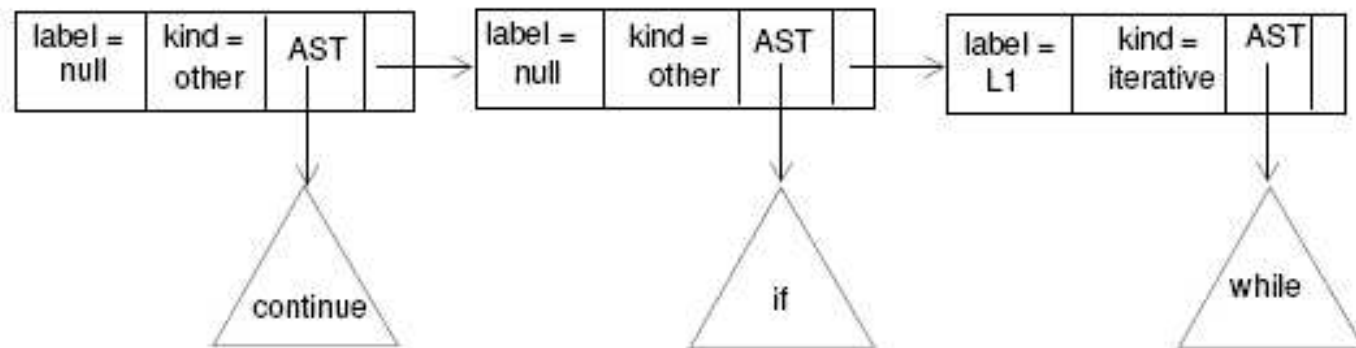 label = null
kind = other
AST
label = null
kind = other
AST
label = L1
kind = iterative
AST
continue
if
while